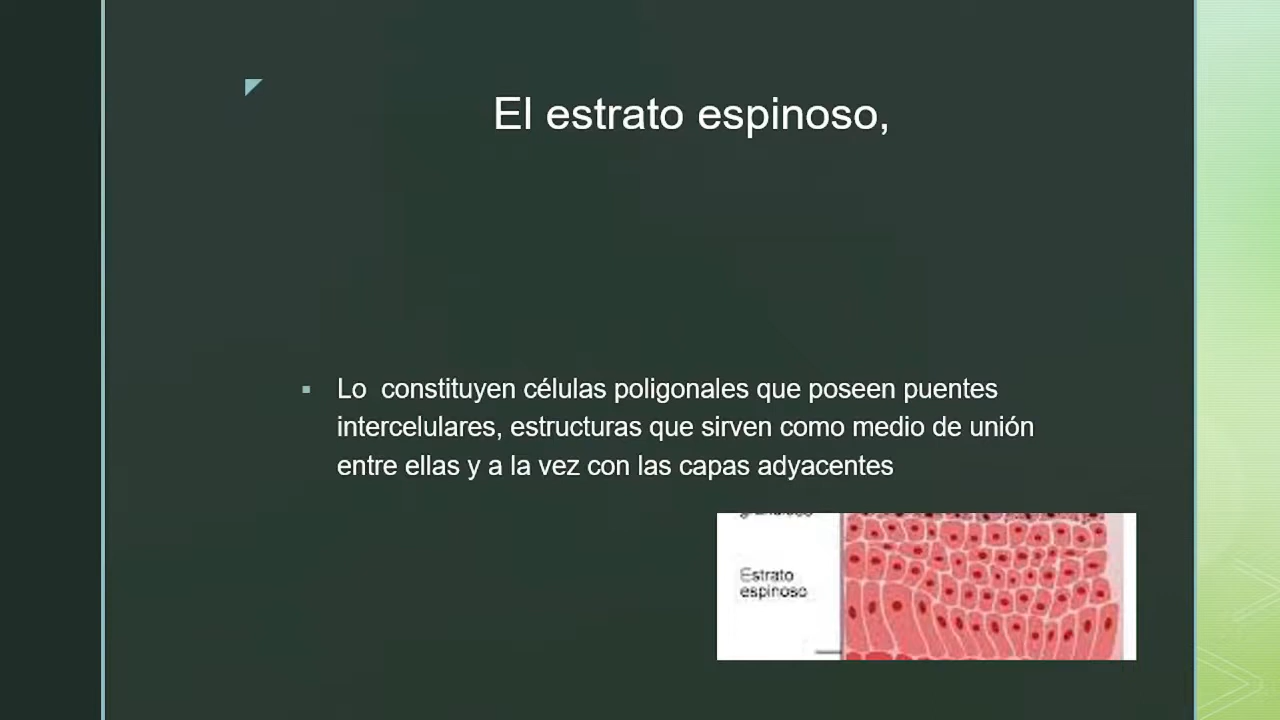 El estrato espinoso,
Lo constituyen células poligonales que poseen puentes
intercelulares, estructuras que sirven como medio de unión
entre ellas y a la vez con las capas adyacentes
Estrato
espinoso